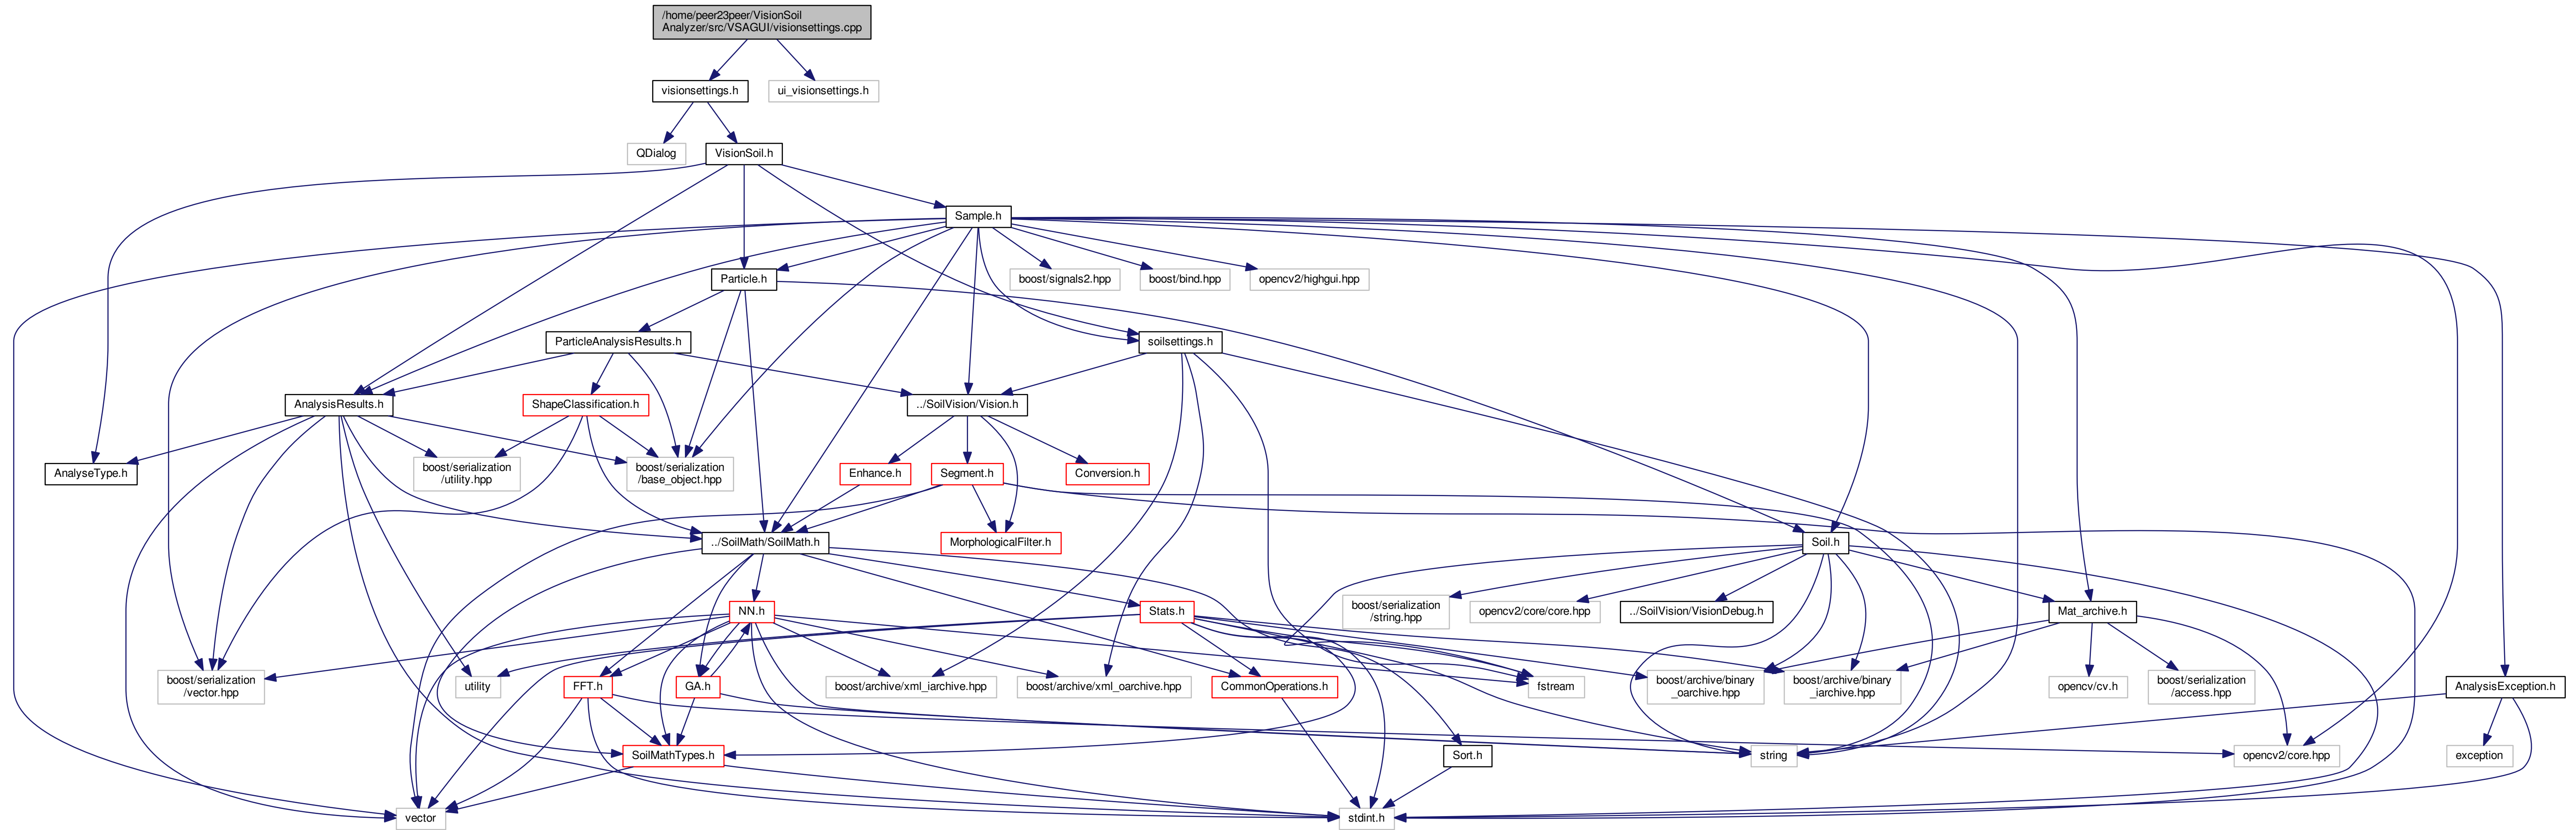 /home/peer23peer/VisionSoil
Analyzer/src/VSAGUI/visionsettings.cpp
visionsettings.h
ui_visionsettings.h
QDialog
VisionSoil.h
Sample.h
Particle.h
boost/signals2.hpp
boost/bind.hpp
opencv2/highgui.hpp
ParticleAnalysisResults.h
soilsettings.h
AnalysisResults.h
ShapeClassification.h
../SoilVision/Vision.h
AnalyseType.h
boost/serialization
/utility.hpp
boost/serialization
/base_object.hpp
Enhance.h
Segment.h
Conversion.h
../SoilMath/SoilMath.h
MorphologicalFilter.h
Soil.h
NN.h
Stats.h
boost/serialization
/string.hpp
opencv2/core/core.hpp
../SoilVision/VisionDebug.h
Mat_archive.h
boost/serialization
/vector.hpp
utility
FFT.h
GA.h
boost/archive/xml_iarchive.hpp
boost/archive/xml_oarchive.hpp
CommonOperations.h
fstream
boost/archive/binary
_oarchive.hpp
boost/archive/binary
_iarchive.hpp
opencv/cv.h
boost/serialization
/access.hpp
AnalysisException.h
SoilMathTypes.h
Sort.h
string
opencv2/core.hpp
exception
vector
stdint.h